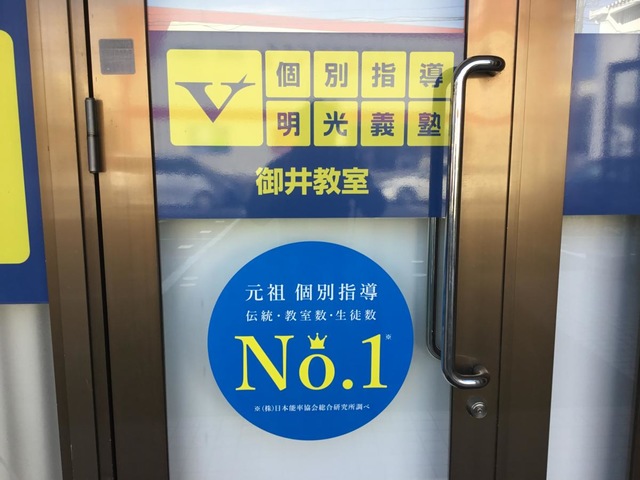 個別指導
明光義塾
御井教室
元祖 個別指導
伝統・教室数・生徒数
No.1※
※(株)日本能率協会総合研究所調べ